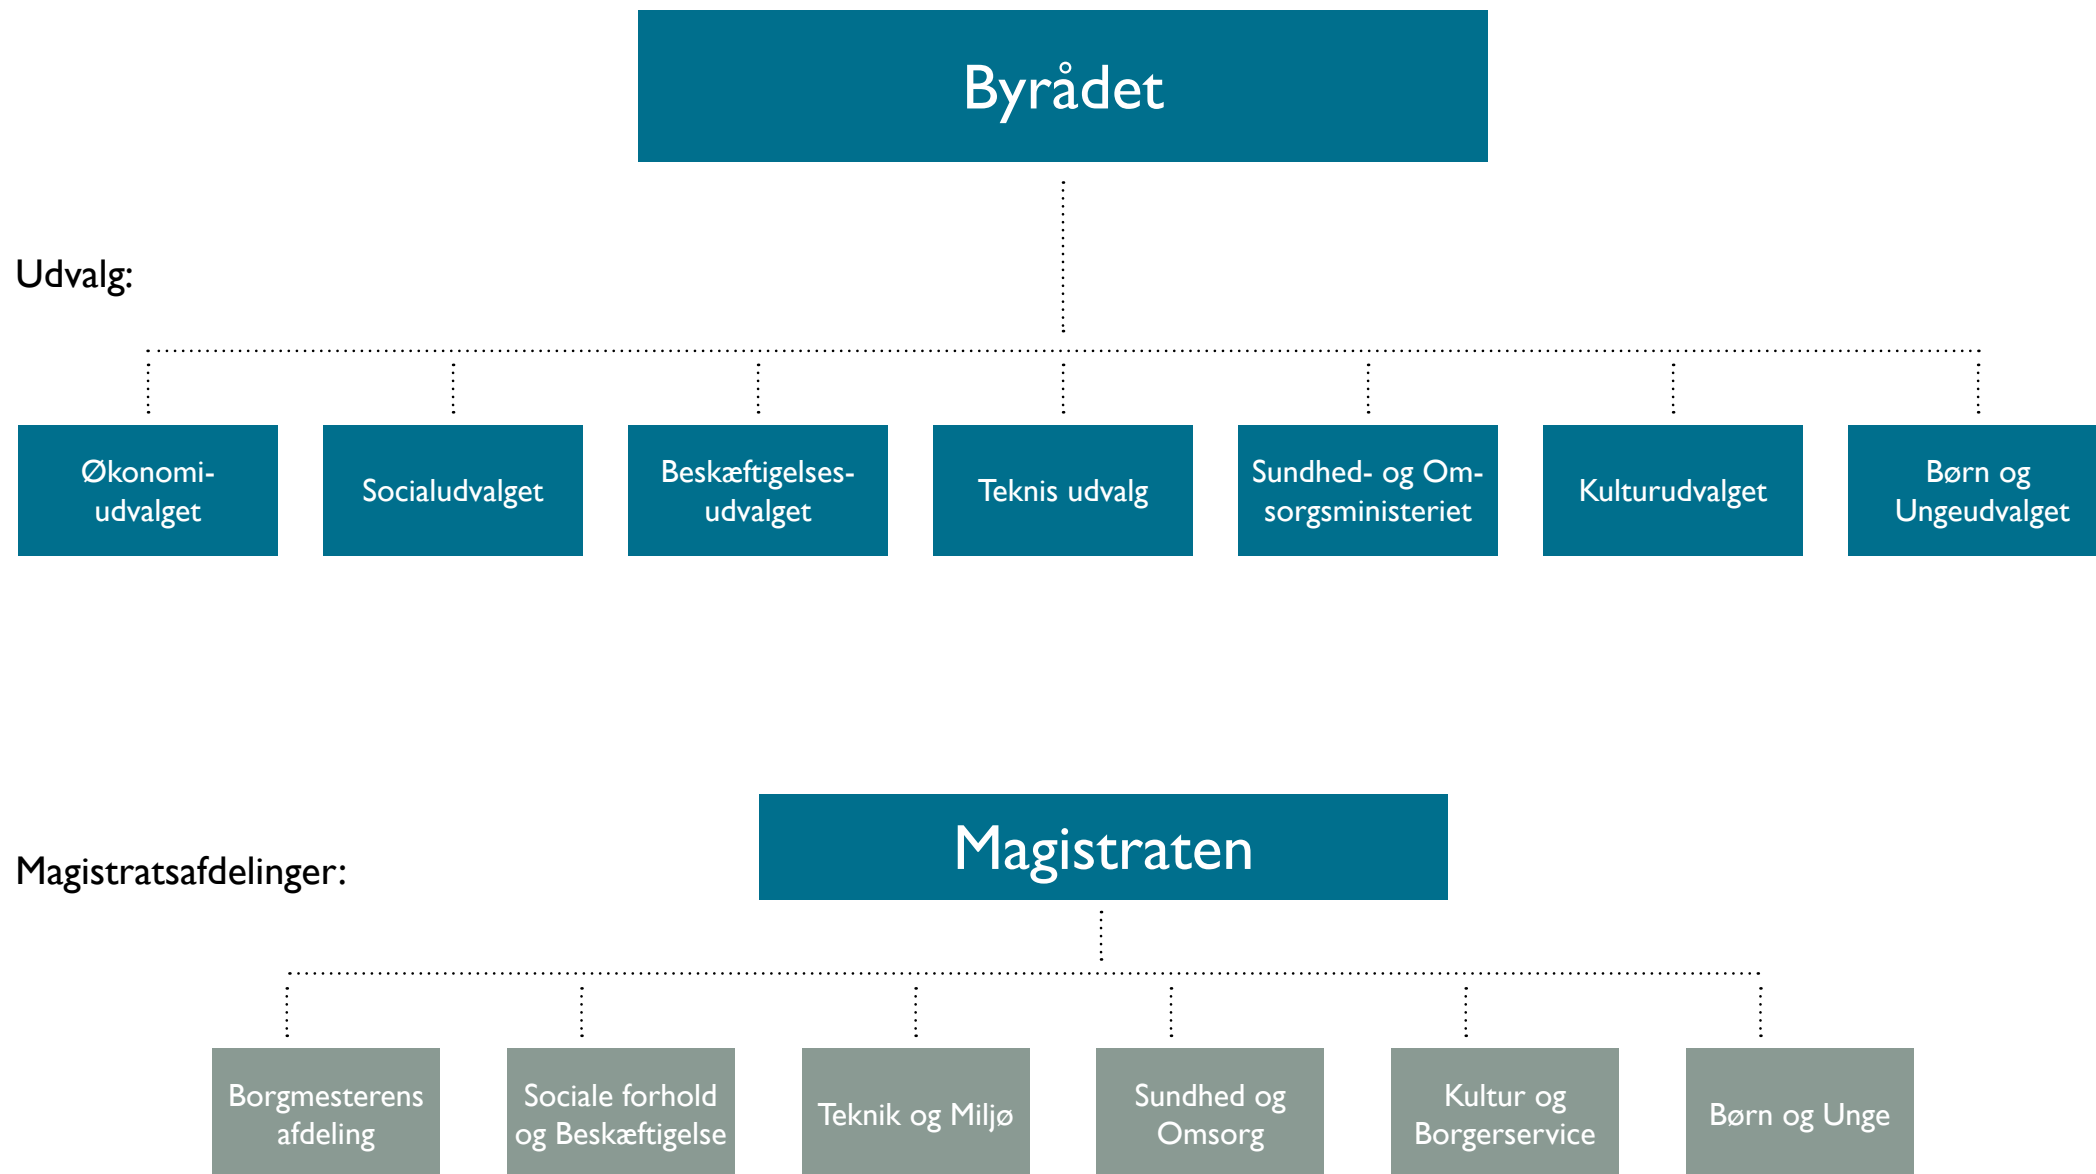 Byrådet
Udvalg:
Økonomi-
udvalget
Socialudvalget
Beskæftigelses-
udvalget
Teknis udvalg
Sundhed- og Om-
sorgsministeriet
Kulturudvalget
Børn og
Ungeudvalget
Magistraten
Magistratsafdelinger:
Borgmesterens
afdeling
Sociale forhold
og Beskæftigelse
Teknik og Miljø
Sundhed og
Omsorg
Kultur og
Borgerservice
Børn og Unge